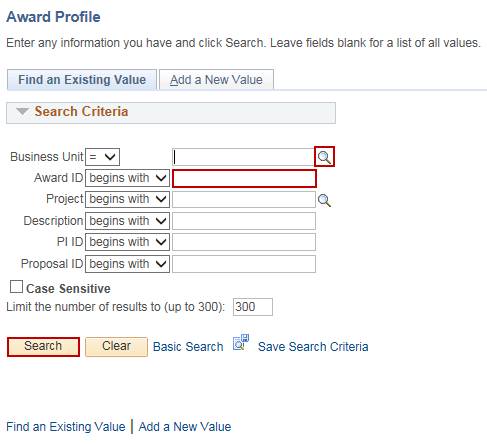 Award Profile
Enter any information you have and click Search. Leave fields blank for a list of all values.
Find an Existing Value Add a New Value
Search Criteria
Business Unit =
Award ID begins with
Project begins with
Description begins with
PI ID begins with
Proposal ID begins with
Case Sensitive
Limit the number of results to (up to 300): 300
Search Clear Basic Search Save Search Criteria
Find an Existing Value | Add a New Value